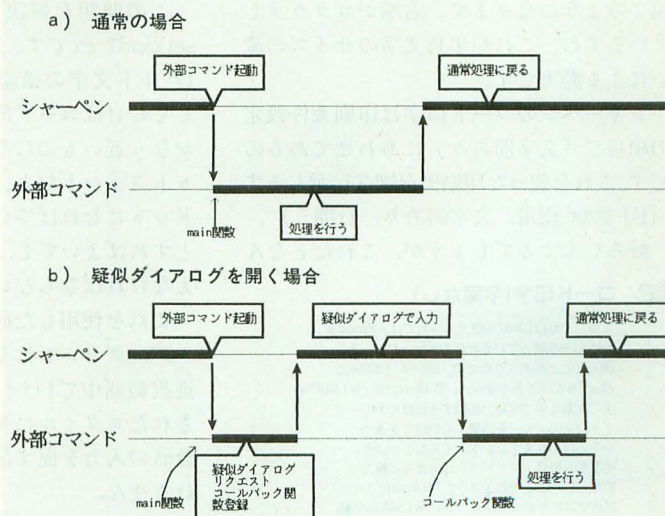 a) 通常の場合
外部コマンド起動
通常処理に戻る
シャーペン
外部コマンド
main関数
処理を行う
b) 疑似ダイアログを開く場合
外部コマンド起動
疑似ダイアログで入力
通常処理に戻る
シャーペン
外部コマンド
main関数
疑似ダイアログ
リクエスト
コールバック関
数登録
コールバック関数
処理を行う